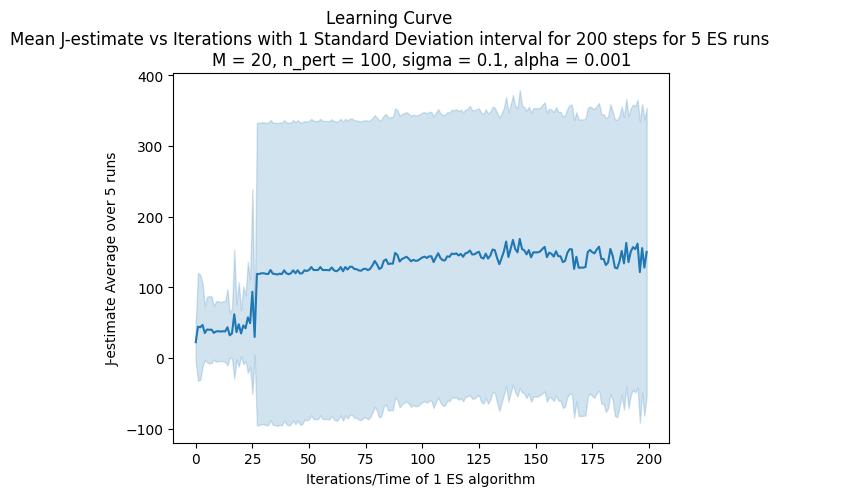 Learning Curve
Mean J-estimate vs Iterations with 1 Standard Deviation interval for 200 steps for 5 ES runs
M = 20, n_pert = 100, sigma = 0.1, alpha = 0.001
J-estimate Average over 5 runs
400
300
200
100
0
−100
0 25 50 75 100 125 150 175 200
Iterations/Time of 1 ES algorithm